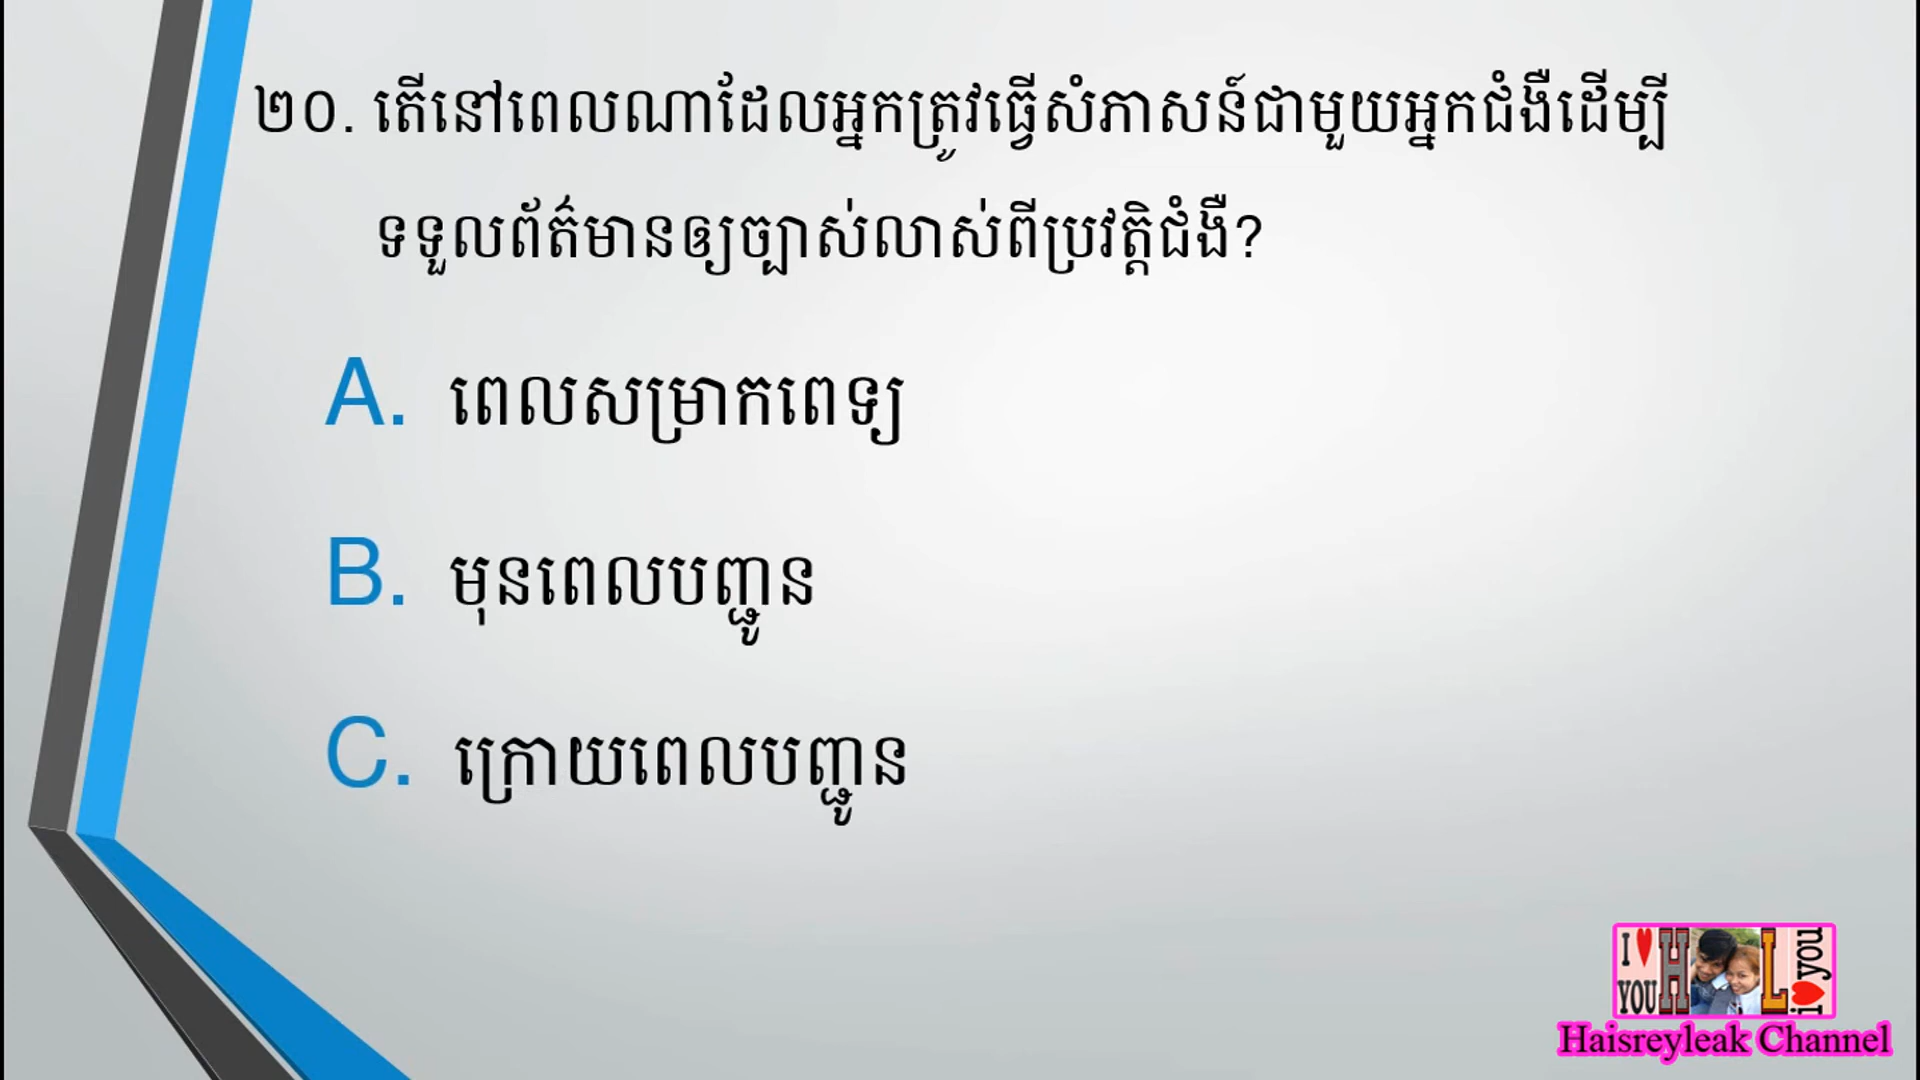 ២០. តើនៅពេលណាដែលអ្នកត្រូវធ្វើសំភាសន៍ជាមួយអ្នកជំងឺដើម្បី
ទទួលព័ត៌មានឲ្យច្បាស់លាស់ពីប្រវត្តិជំងឺ?
A. ពេលសម្រាកពេទ្យ
B. មុនពេលបញ្ជូន
C. ក្រោយពេលបញ្ជូន
I ♥ YOU H L i ♥ you
Haisreyleak Channel